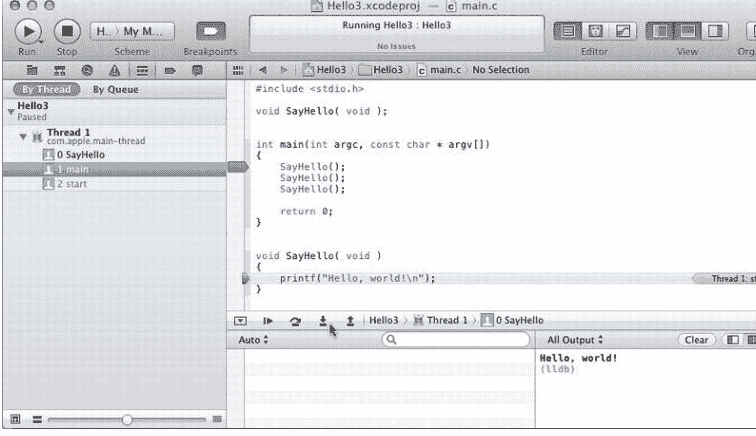 Hello3.xcodeproj — main.c
H.. › My M...
Running Hello3 : Hello3
No Issues
Run Stop Scheme Breakpoints Editor View
Hello3 › Hello3 › main.c › No Selection
By Thread By Queue
Hello3
Paused
Thread 1
com.apple.main-thread
0 SayHello
1 main
2 start
#include <stdio.h>
void SayHello( void );
int main(int argc, const char * argv[])
{
SayHello();
SayHello();
SayHello();
return 0;
}
void SayHello( void )
{
printf("Hello, world!\n");
Thread 1: st
}
Hello3 › Thread 1 › 0 SayHello
Auto
All Output
Clear
Hello, world!
(lldb)